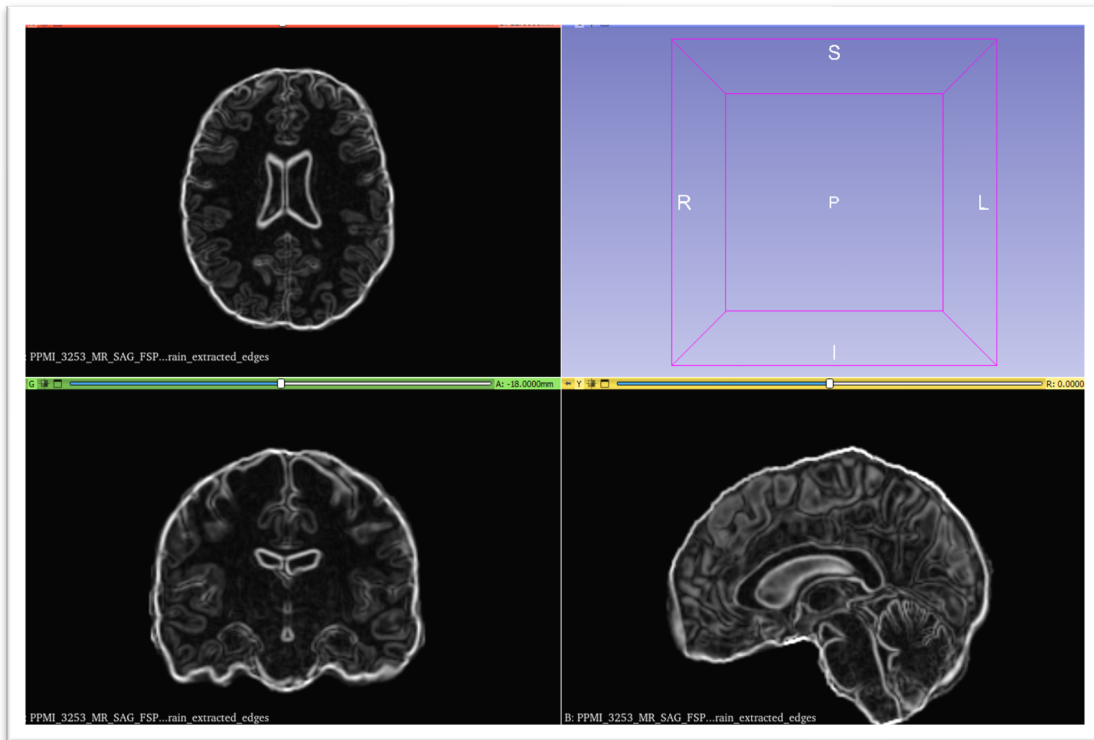 S
R
P
L
I
: PPMI_3253_MR_SAG_FSP...rain_extracted_edges
G
A: -18.0000mm
Y
R: 0.0000
: PPMI_3253_MR_SAG_FSP...rain_extracted_edges
B: PPMI_3253_MR_SAG_FSP...rain_extracted_edges